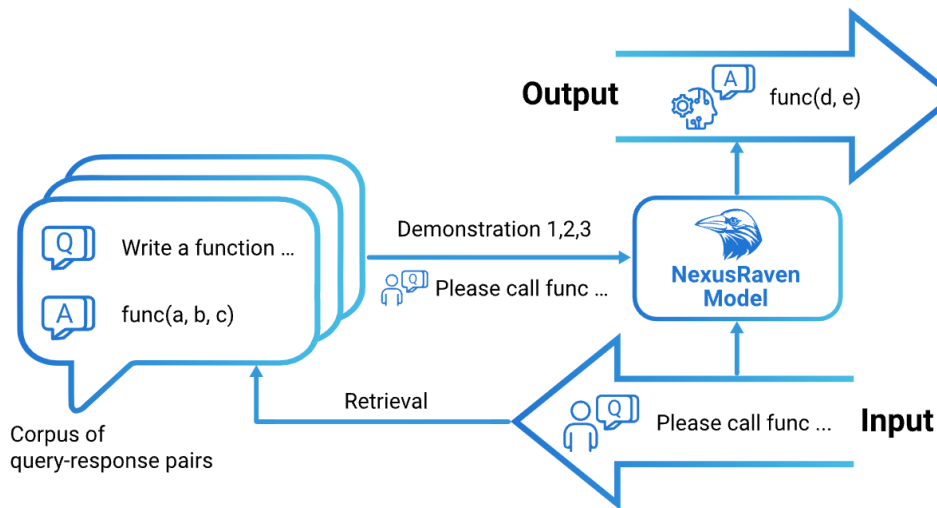 Output
A
func(d, e)
Q
Write a function ...
A
func(a, b, c)
Demonstration 1,2,3
Q
Please call func ...
NexusRaven
Model
Retrieval
Q
Please call func ...
Input
Corpus of
query-response pairs